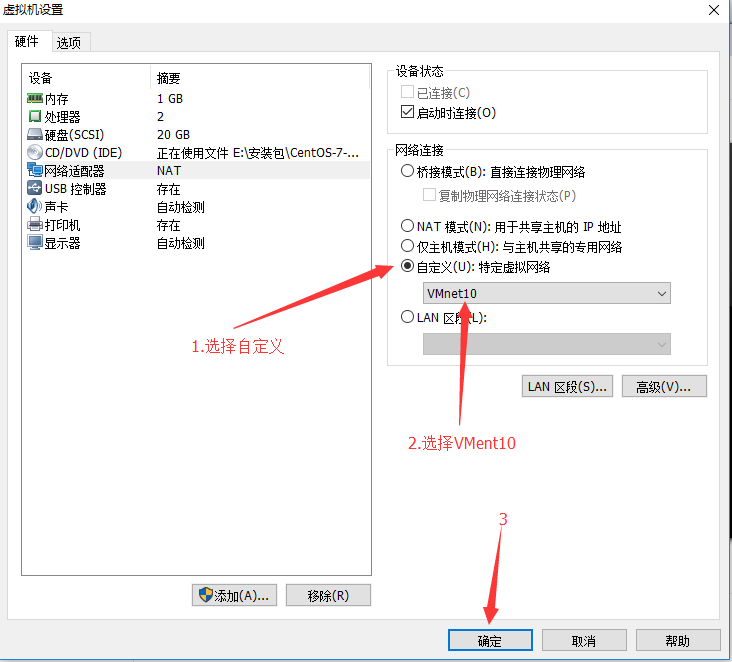 虚拟机设置
硬件 选项
设备 摘要
内存 1 GB
处理器 2
硬盘(SCSI) 20 GB
CD/DVD (IDE) 正在使用文件 E:\安装包\CentOS-7-...
网络适配器 NAT
USB 控制器 存在
声卡 自动检测
打印机 存在
显示器 自动检测
添加(A)... 移除(R)
设备状态
已连接(C)
启动时连接(O)
网络连接
桥接模式(B): 直接连接物理网络
复制物理网络连接状态(P)
NAT 模式(N): 用于共享主机的 IP 地址
仅主机模式(H): 与主机共享的专用网络
自定义(U): 特定虚拟网络
VMnet10
LAN 区段(L):
LAN 区段(S)... 高级(V)...
1.选择自定义
2.选择VMent10
3
确定 取消 帮助